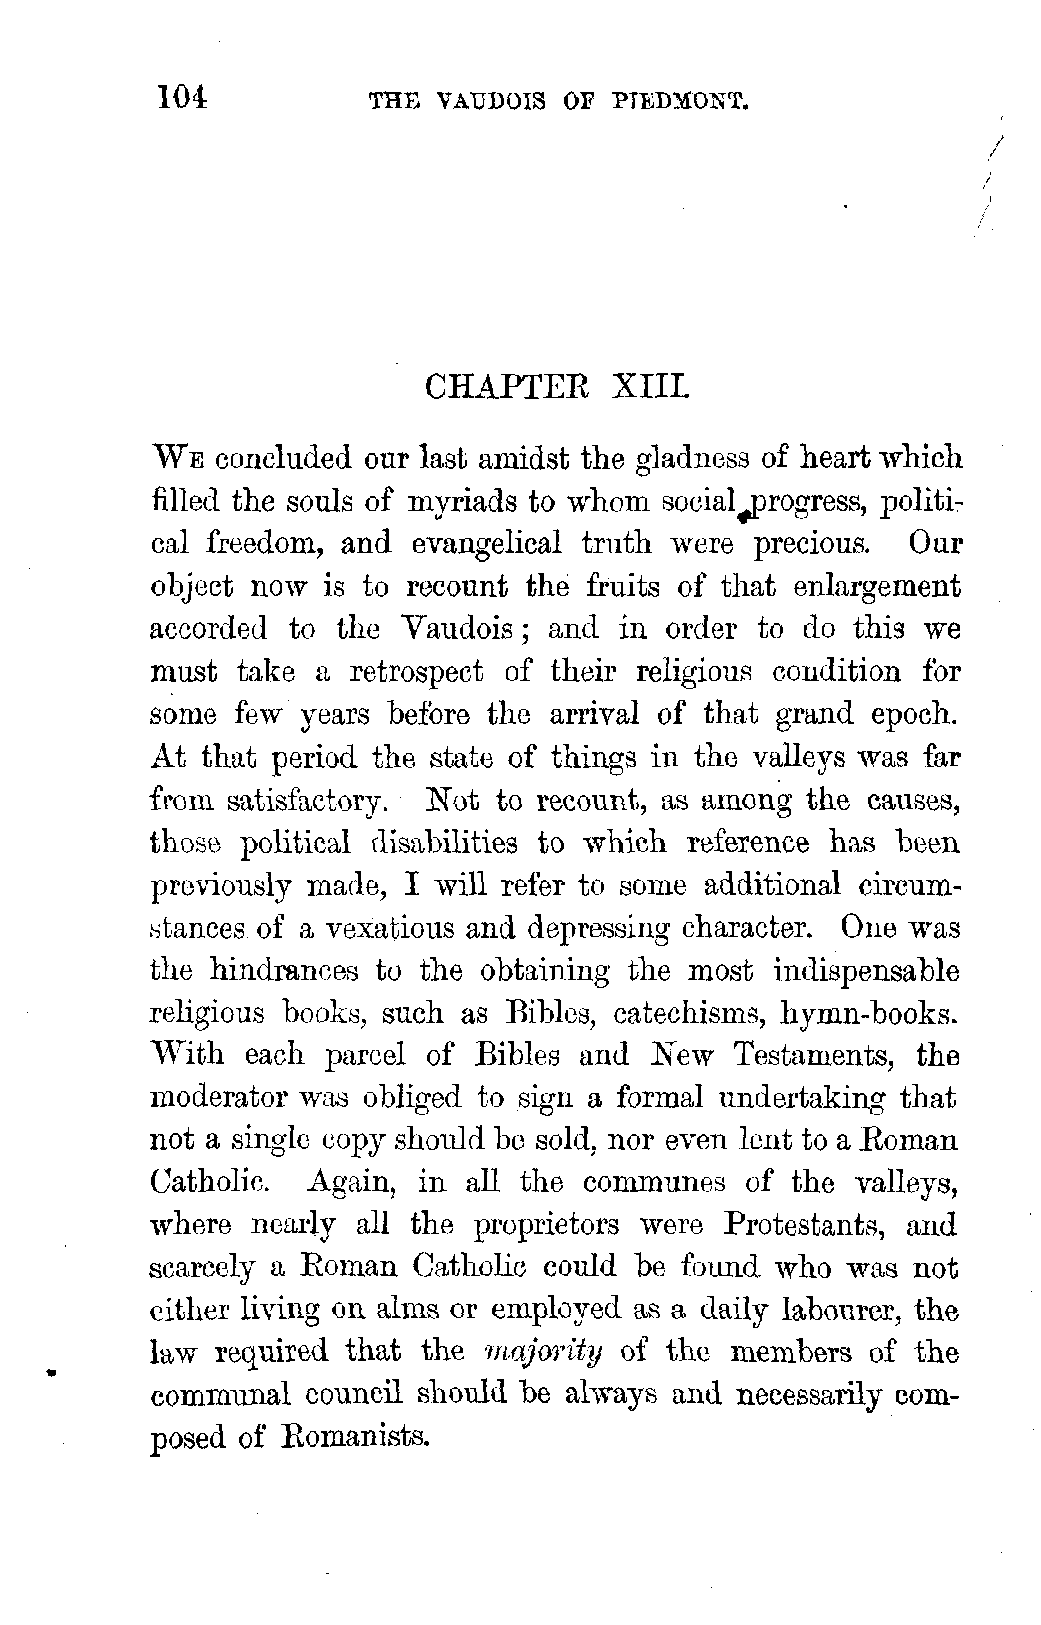 104 THE VAUDOIS OF PIEDMONT.
CHAPTER XIII.
WE concluded our last amidst the gladness of heart which
filled the souls of myriads to whom social progress, politi-
cal freedom, and evangelical truth were precious. Our
object now is to recount the fruits of that enlargement
accorded to the Vaudois; and in order to do this we
must take a retrospect of their religious condition for
some few years before the arrival of that grand epoch.
At that period the state of things in the valleys was far
from satisfactory. Not to recount, as among the causes,
those political disabilities to which reference has been
previously made, I will refer to some additional circum-
stances of a vexatious and depressing character. One was
the hindrances to the obtaining the most indispensable
religious books, such as Bibles, catechisms, hymn-books.
With each parcel of Bibles and New Testaments, the
moderator was obliged to sign a formal undertaking that
not a single copy should be sold, nor even lent to a Roman
Catholic. Again, in all the communes of the valleys,
where nearly all the proprietors were Protestants, and
scarcely a Roman Catholic could be found who was not
either living on alms or employed as a daily labourer, the
law required that the majority of the members of the
communal council should be always and necessarily com-
posed of Romanists.